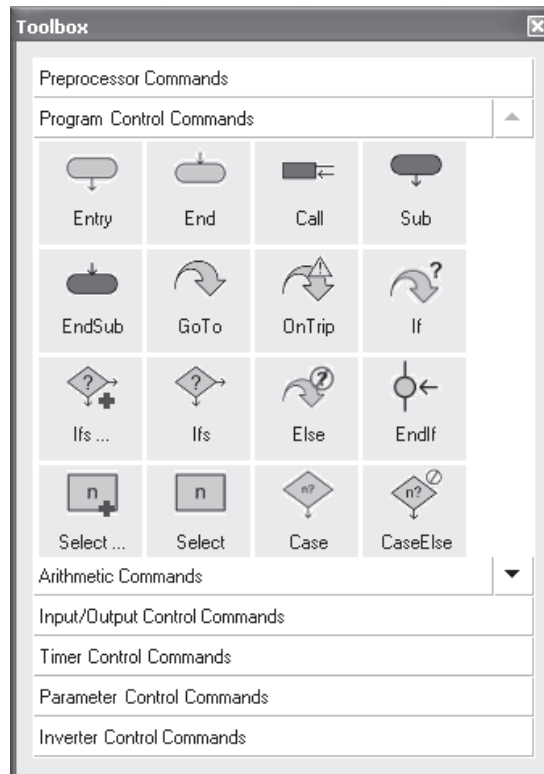 Toolbox
Preprocessor Commands
Program Control Commands
Entry End Call Sub
EndSub GoTo OnTrip If
? ? ? 
Ifs ... Ifs Else EndIf
n n n? n?
Select ... Select Case CaseElse
Arithmetic Commands
Input/Output Control Commands
Timer Control Commands
Parameter Control Commands
Inverter Control Commands